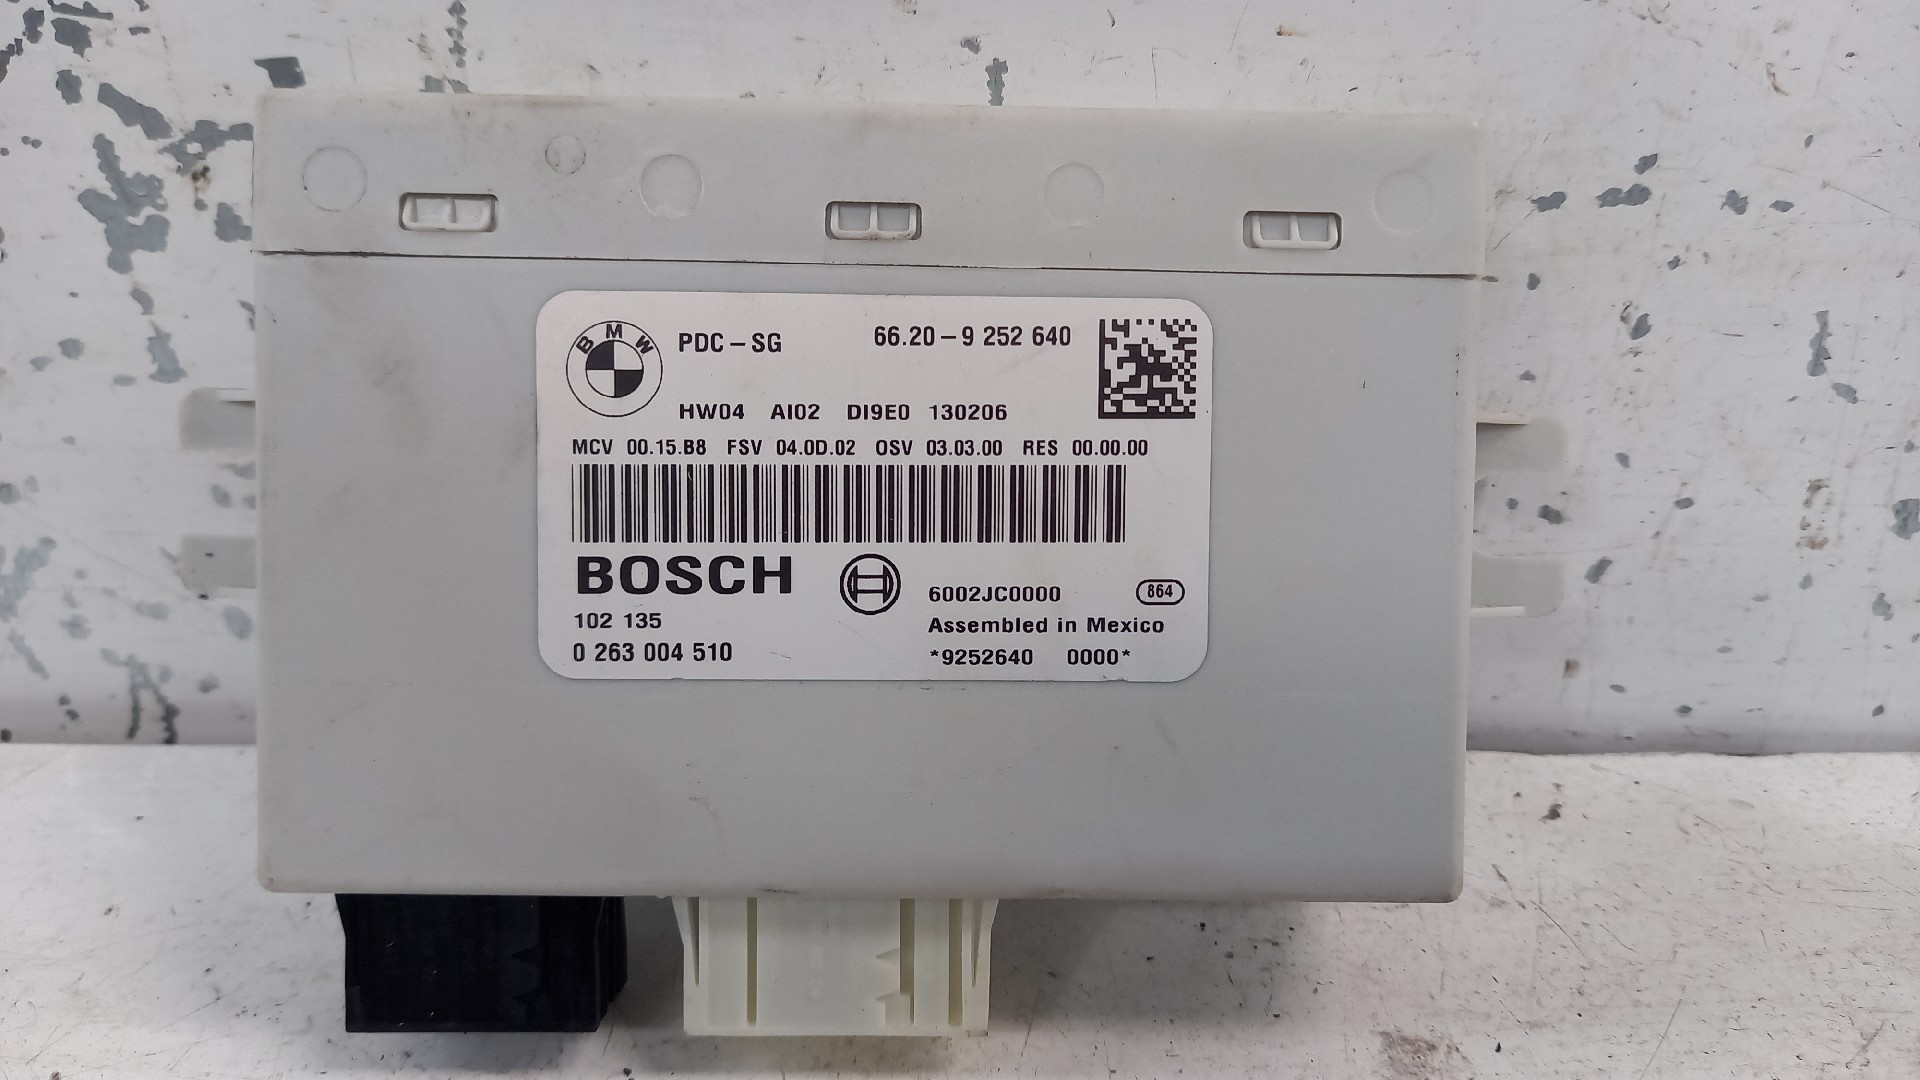 BMW
PDC-SG 66.20-9 252 640
HW04 AI02 DI9E0 130206
MCV 00.15.B8 FSV 04.0D.02 OSV 03.03.00 RES 00.00.00
BOSCH
6002JC0000 864
102 135
Assembled in Mexico
0 263 004 510
*9252640 0000*